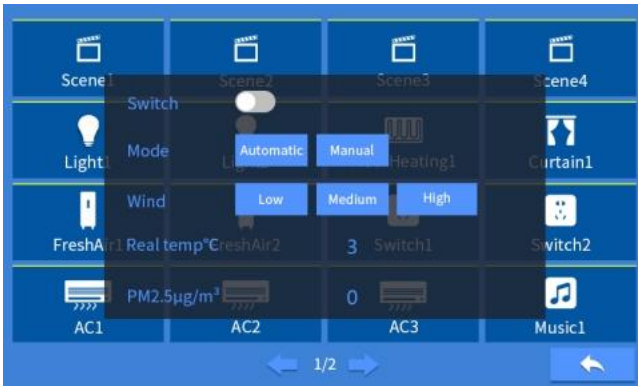 Scene1 Scene2 Scene3 Scene4
Switch
Mode Automatic Manual
Light1 Heating1 Curtain1
Wind Low Medium High
FreshAir1 FreshAir2 Switch1 Switch2
Real temp°C 3
PM2.5μg/m³ 0
AC1 AC2 AC3 Music1
1/2